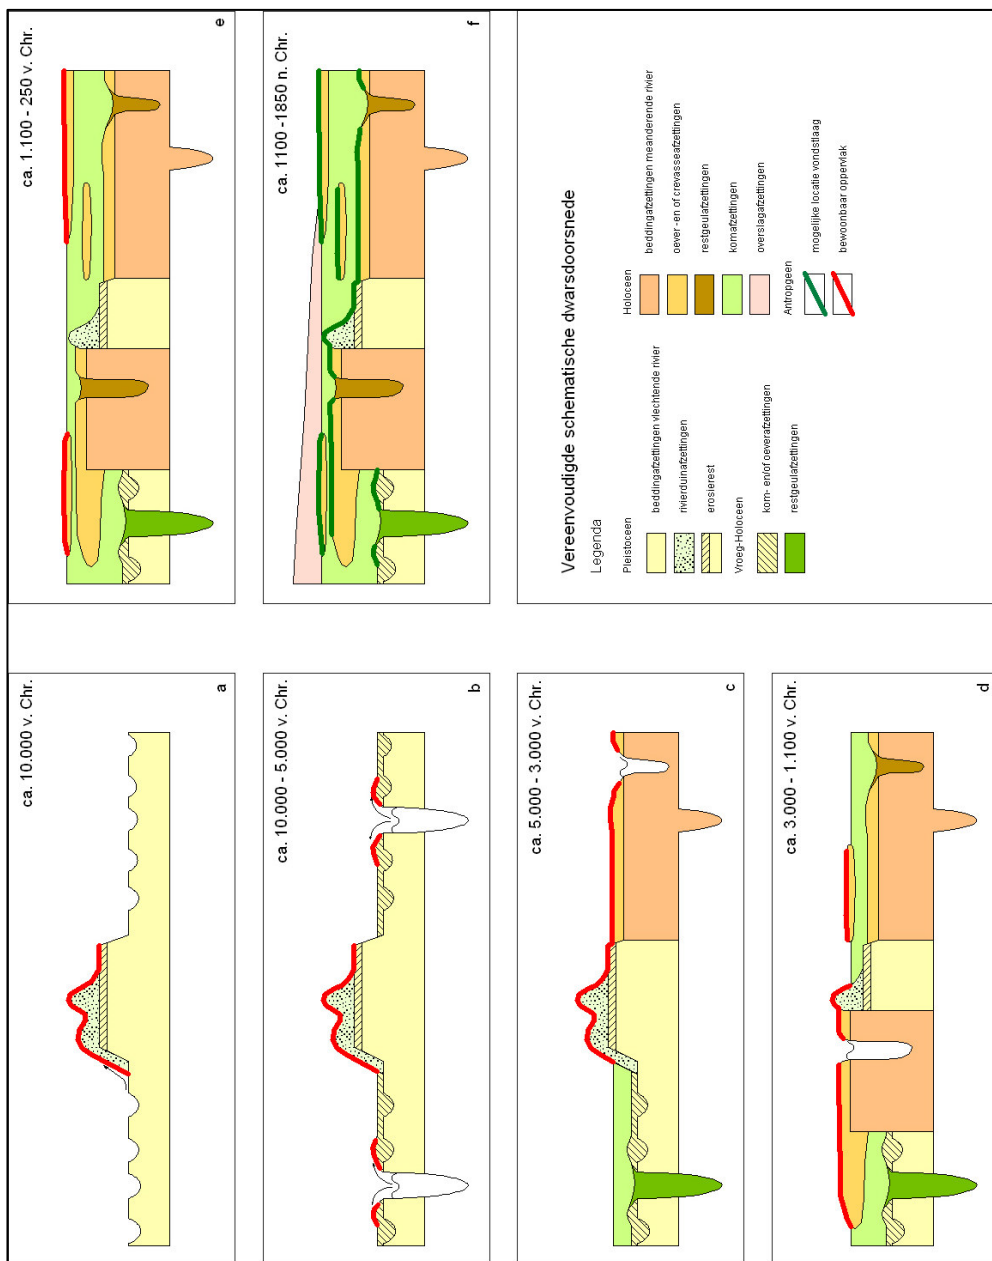 ca. 10.000 v. Chr.
a
ca. 10.000 - 5.000 v. Chr.
b
ca. 5.000 - 3.000 v. Chr.
c
ca. 3.000 - 1.100 v. Chr.
d
ca. 1.100 - 250 v. Chr.
e
ca. 1100 -1850 n. Chr.
f
Vereenvoudigde schematische dwarsdoorsnede
Legenda
Pleistoceen
beddingafzettingen vlechtende rivier
rivierduinafzettingen
erosierest
Vroeg-Holoceen
kom- en/of oeverafzettingen
restgeulafzettingen
Holoceen
beddingafzettingen meanderende rivier
oever -en of crevasseafzettingen
restgeulafzettingen
komafzettingen
overslagafzettingen
Antropgeen
mogelijke locatie vondstlaag
bewoonbaar oppervlak